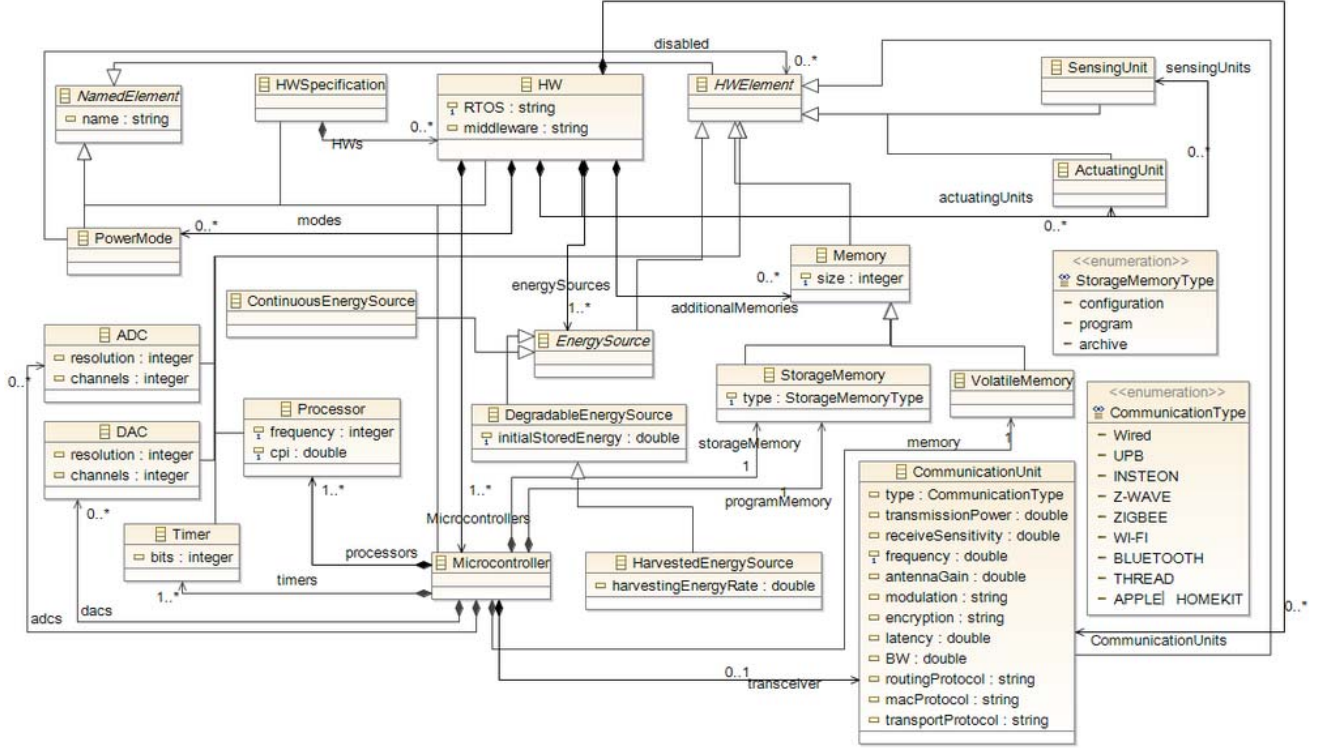 disabled
0..*
NamedElement
name : string
HWSpecification
HWs
0..*
HW
RTOS : string
middleware : string
HWElement
SensingUnit
sensingUnits
0..*
ActuatingUnit
actuatingUnits
0..*
modes
0..*
PowerMode
energySources
1..*
Memory
size : integer
0..*
additionalMemories
<<enumeration>>
StorageMemoryType
configuration
program
archive
ContinuousEnergySource
EnergySource
ADC
resolution : integer
channels : integer
0..*
DAC
resolution : integer
channels : integer
0..*
Processor
frequency : integer
cpi : double
1..*
DegradableEnergySource
initialStoredEnergy : double
StorageMemory
type : StorageMemoryType
VolatileMemory
storageMemory
1
memory
1
programMemory
1
<<enumeration>>
CommunicationType
Wired
UPB
INSTEON
Z-WAVE
ZIGBEE
WI-FI
BLUETOOTH
THREAD
APPLE HOMEKIT
Timer
bits : integer
1..*
Microcontrollers
1..*
processors
timers
Microcontroller
HarvestedEnergySource
harvestingEnergyRate : double
adcs
dacs
CommunicationUnit
type : CommunicationType
transmissionPower : double
receiveSensitivity : double
frequency : double
antennaGain : double
modulation : string
encryption : string
latency : double
BW : double
routingProtocol : string
macProtocol : string
transportProtocol : string
0..*
CommunicationUnits
0..1
transceiver